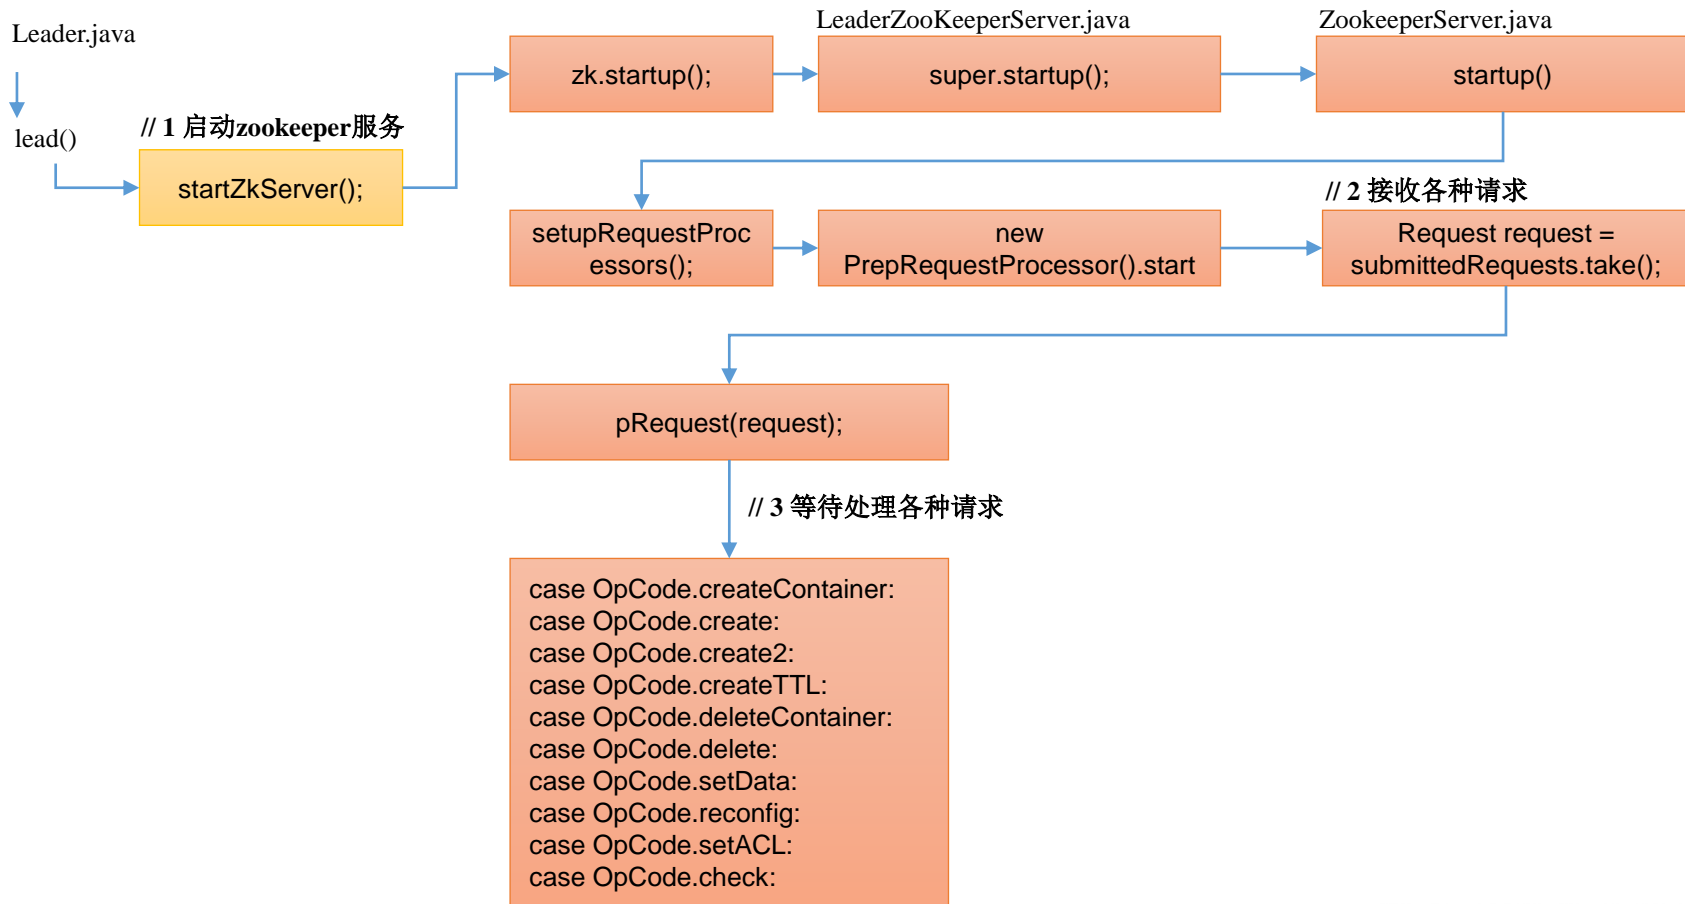 Leader.java
lead()
// 1 启动zookeeper服务
startZkServer();
zk.startup();
LeaderZooKeeperServer.java
super.startup();
ZookeeperServer.java
startup()
setupRequestProc
essors();
new
PrepRequestProcessor().start
// 2 接收各种请求
Request request =
submittedRequests.take();
pRequest(request);
// 3 等待处理各种请求
case OpCode.createContainer:
case OpCode.create:
case OpCode.create2:
case OpCode.createTTL:
case OpCode.deleteContainer:
case OpCode.delete:
case OpCode.setData:
case OpCode.reconfig:
case OpCode.setACL:
case OpCode.check: